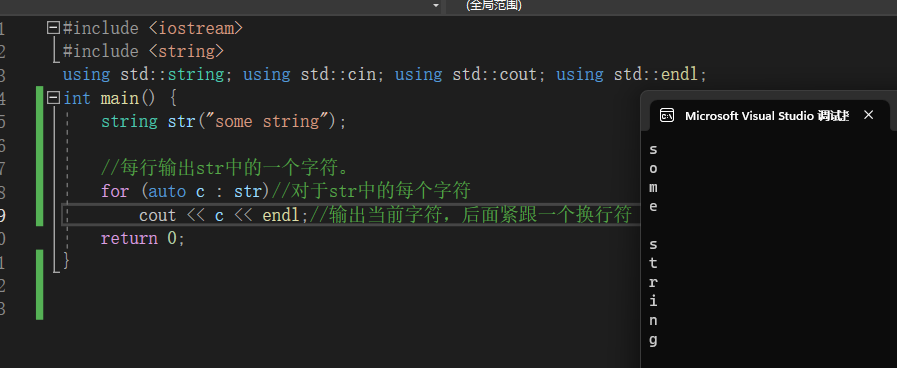 (全局范围)
1 #include <iostream>
2 #include <string>
3 using std::string; using std::cin; using std::cout; using std::endl;
4 int main() {
5 string str("some string");
6
7 //每行输出str中的一个字符。
8 for (auto c : str)//对于str中的每个字符
9 cout << c << endl;//输出当前字符，后面紧跟一个换行符
0 return 0;
1 }
2
3
Microsoft Visual Studio 调试
s
o
m
e
s
t
r
i
n
g